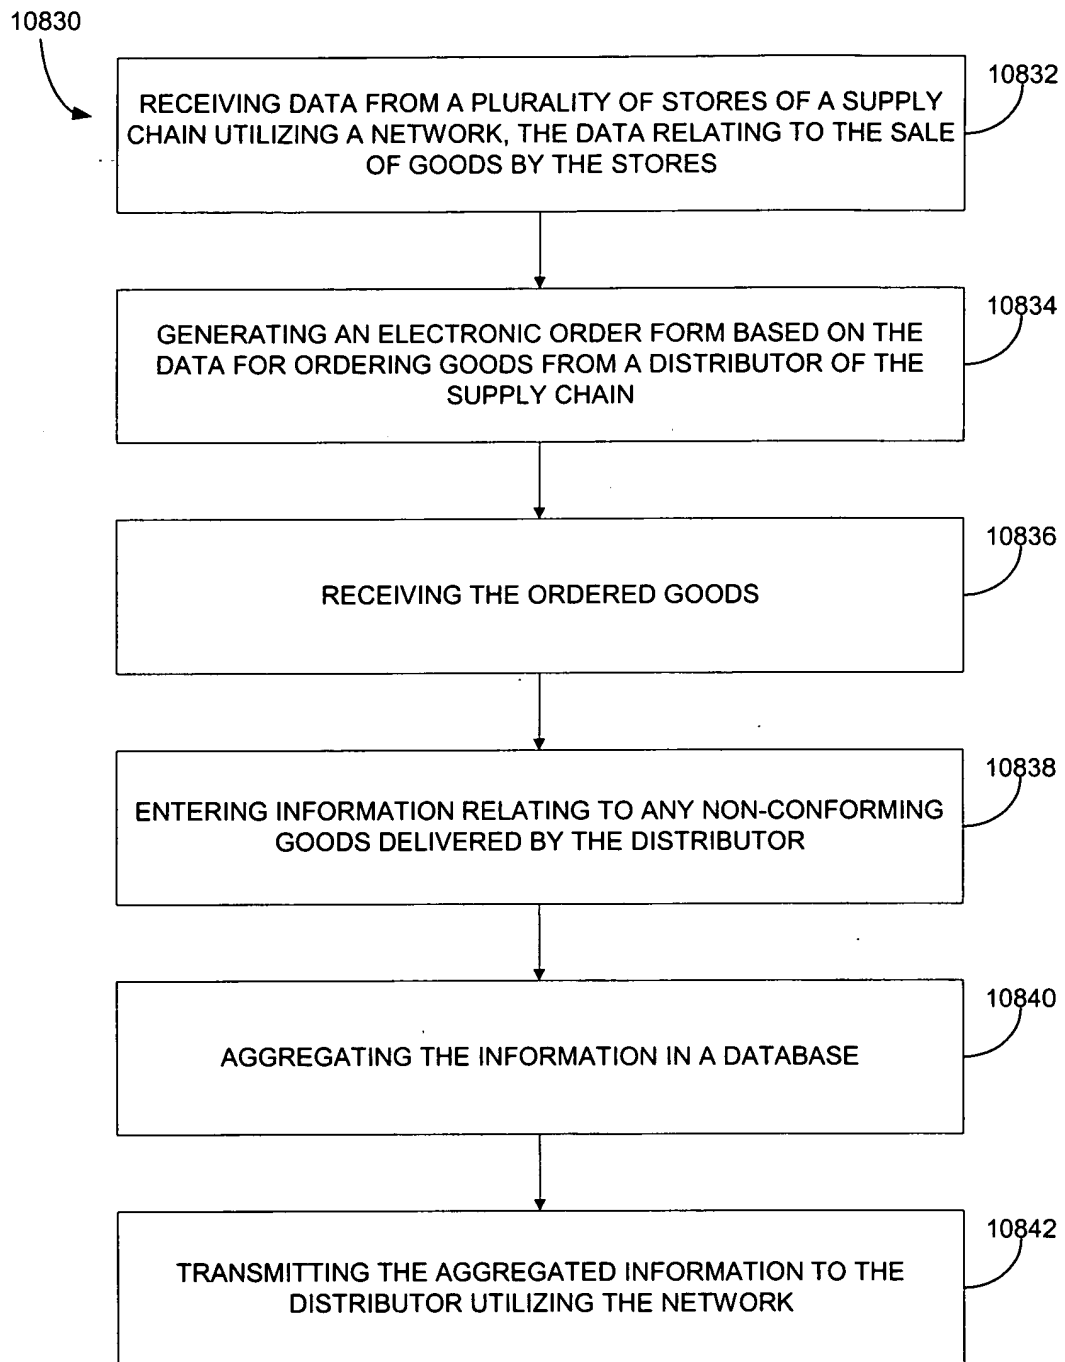 10830
10832
RECEIVING DATA FROM A PLURALITY OF STORES OF A SUPPLY
CHAIN UTILIZING A NETWORK, THE DATA RELATING TO THE SALE
OF GOODS BY THE STORES
10834
GENERATING AN ELECTRONIC ORDER FORM BASED ON THE
DATA FOR ORDERING GOODS FROM A DISTRIBUTOR OF THE
SUPPLY CHAIN
10836
RECEIVING THE ORDERED GOODS
10838
ENTERING INFORMATION RELATING TO ANY NON-CONFORMING
GOODS DELIVERED BY THE DISTRIBUTOR
10840
AGGREGATING THE INFORMATION IN A DATABASE
10842
TRANSMITTING THE AGGREGATED INFORMATION TO THE
DISTRIBUTOR UTILIZING THE NETWORK